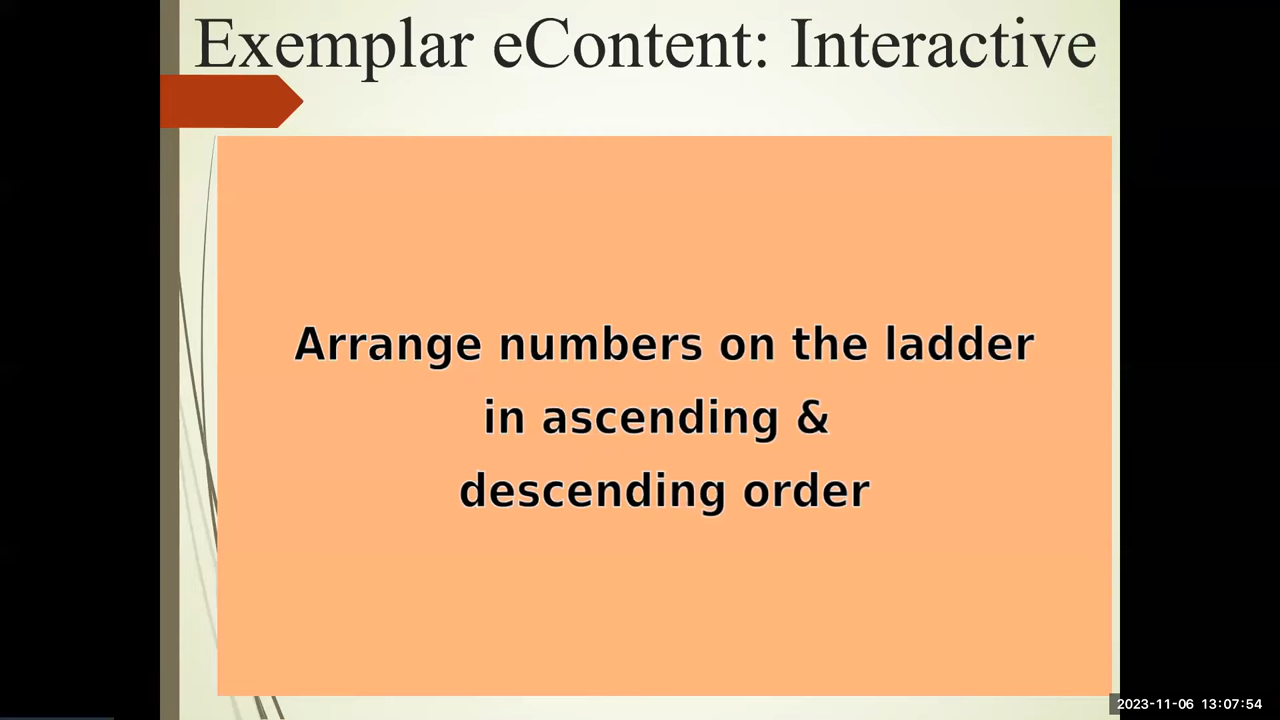 Exemplar eContent: Interactive
Arrange numbers on the ladder
in ascending &
descending order
2023-11-06 13:07:54